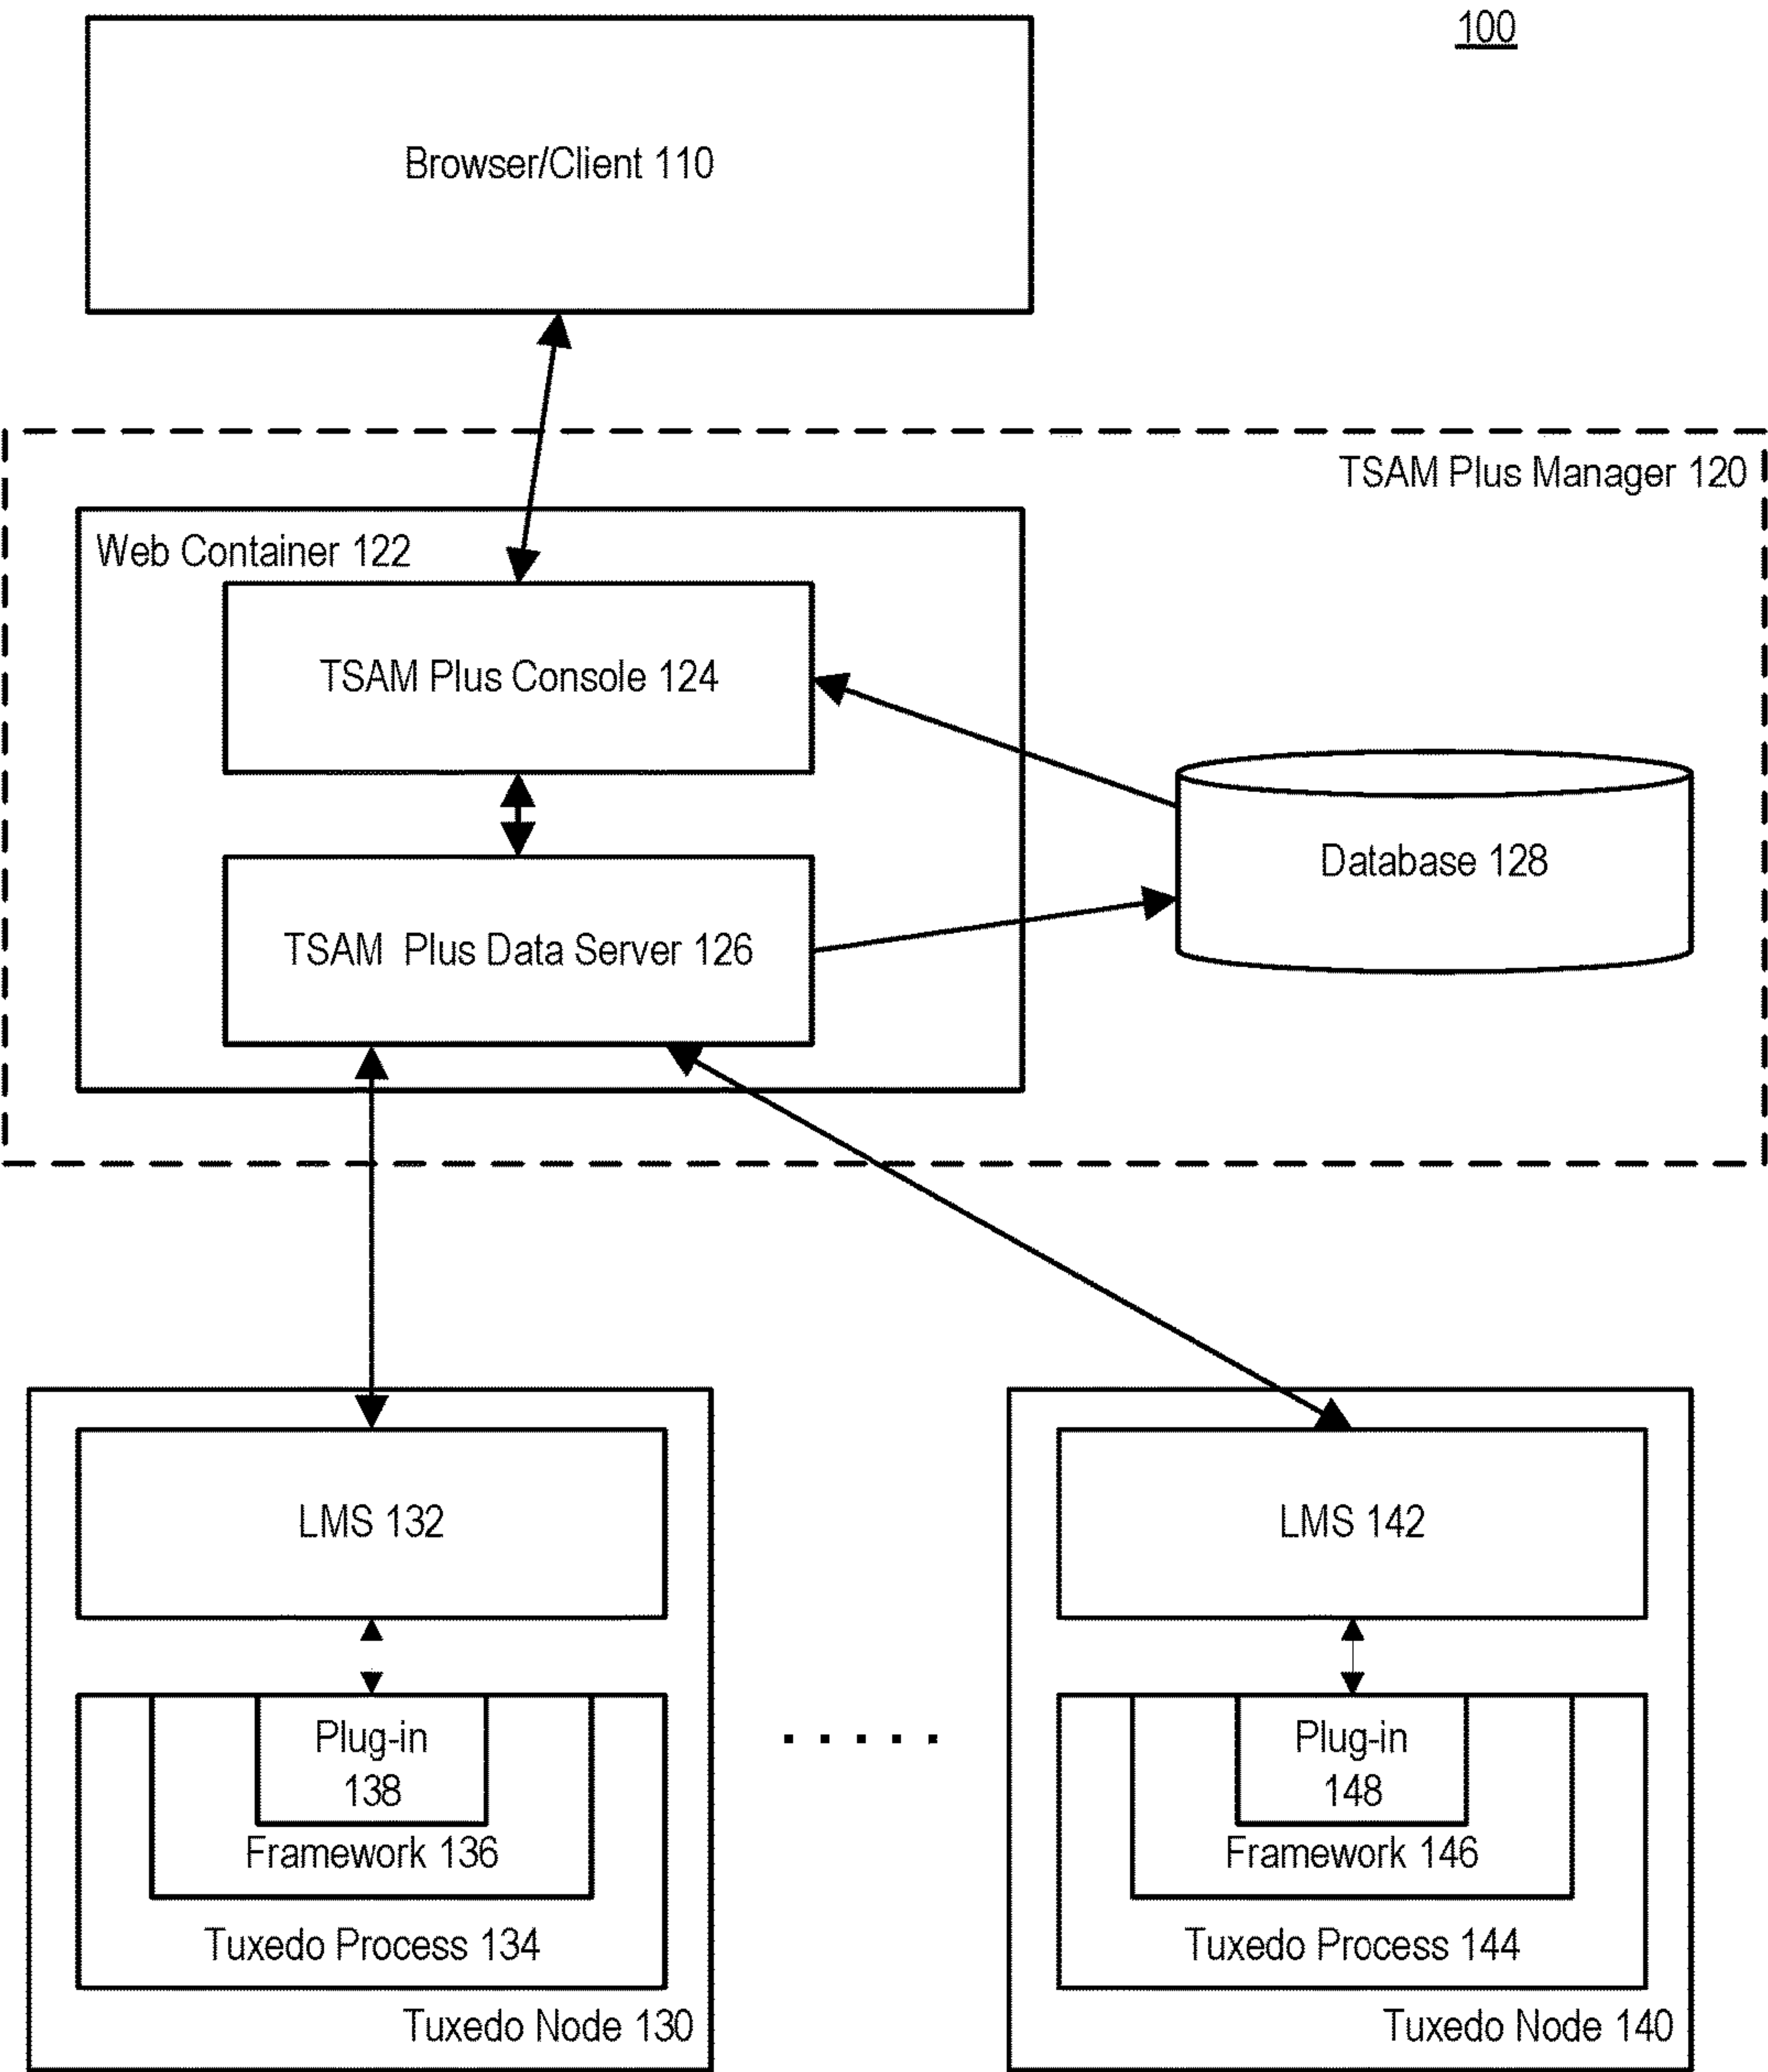 100
Browser/Client 110
TSAM Plus Manager 120
Web Container 122
TSAM Plus Console 124
Database 128
TSAM Plus Data Server 126
LMS 132
LMS 142
Plug-in
138
Framework 136
Tuxedo Process 134
Tuxedo Node 130
Plug-in
148
Framework 146
Tuxedo Process 144
Tuxedo Node 140